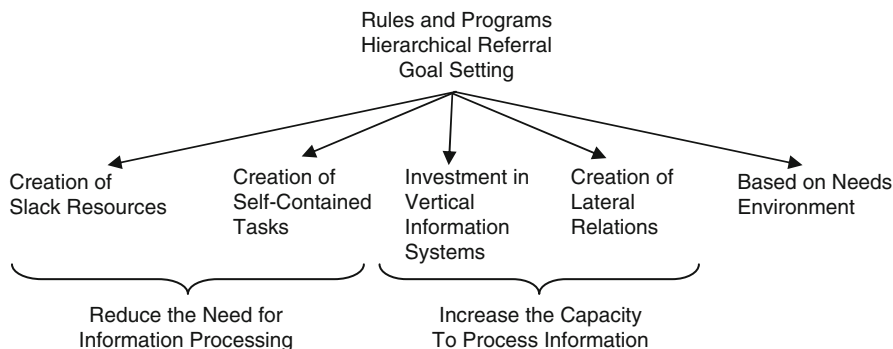 Rules and Programs
Hierarchical Referral
Goal Setting
Creation of
Slack Resources
Creation of
Self-Contained
Tasks
Investment in
Vertical
Information
Systems
Creation of
Lateral
Relations
Based on Needs
Environment
Reduce the Need for
Information Processing
Increase the Capacity
To Process Information